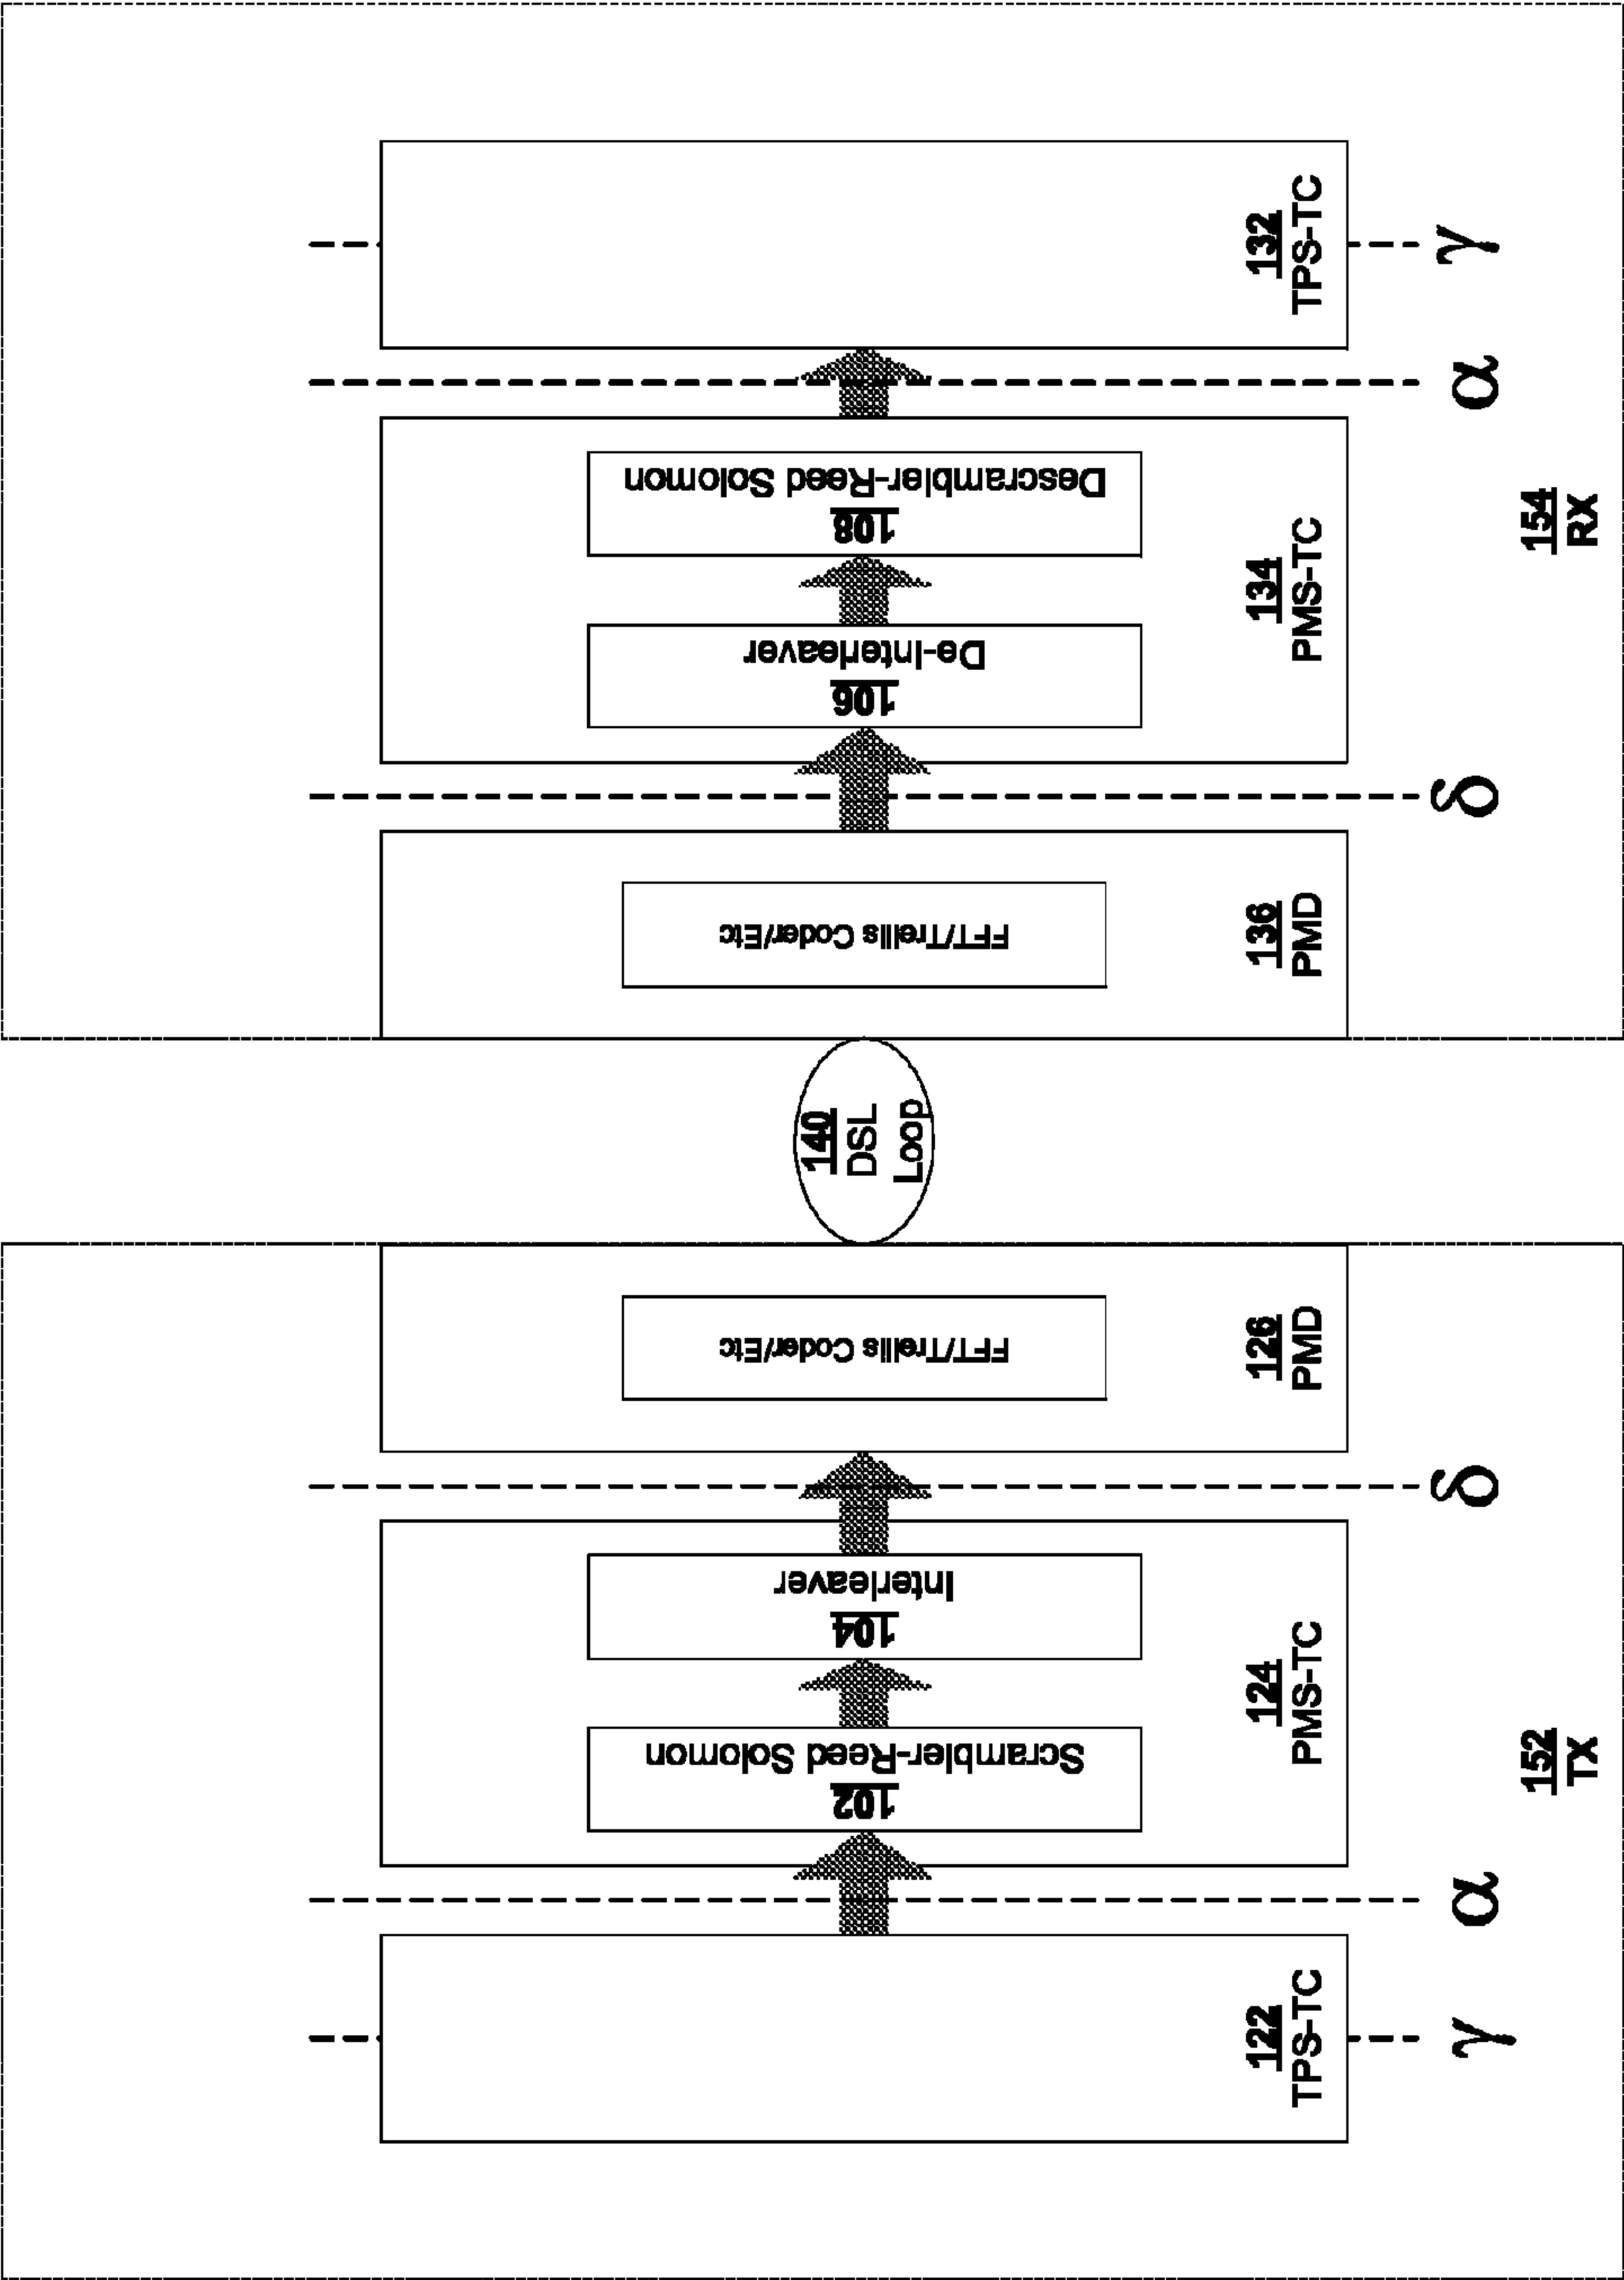 122
TPS-TC
γ
α
102
Scrambler-Reed Solomon
104
Interleaver
124
PMS-TC
δ
FFT/Trellis Coder/Etc
126
PMD
152
TX
140
DSL
Loop
FFT/Trellis Coder/Etc
136
PMD
δ
106
De-Interleaver
108
Descrambler-Reed Solomon
134
PMS-TC
α
132
TPS-TC
γ
154
RX